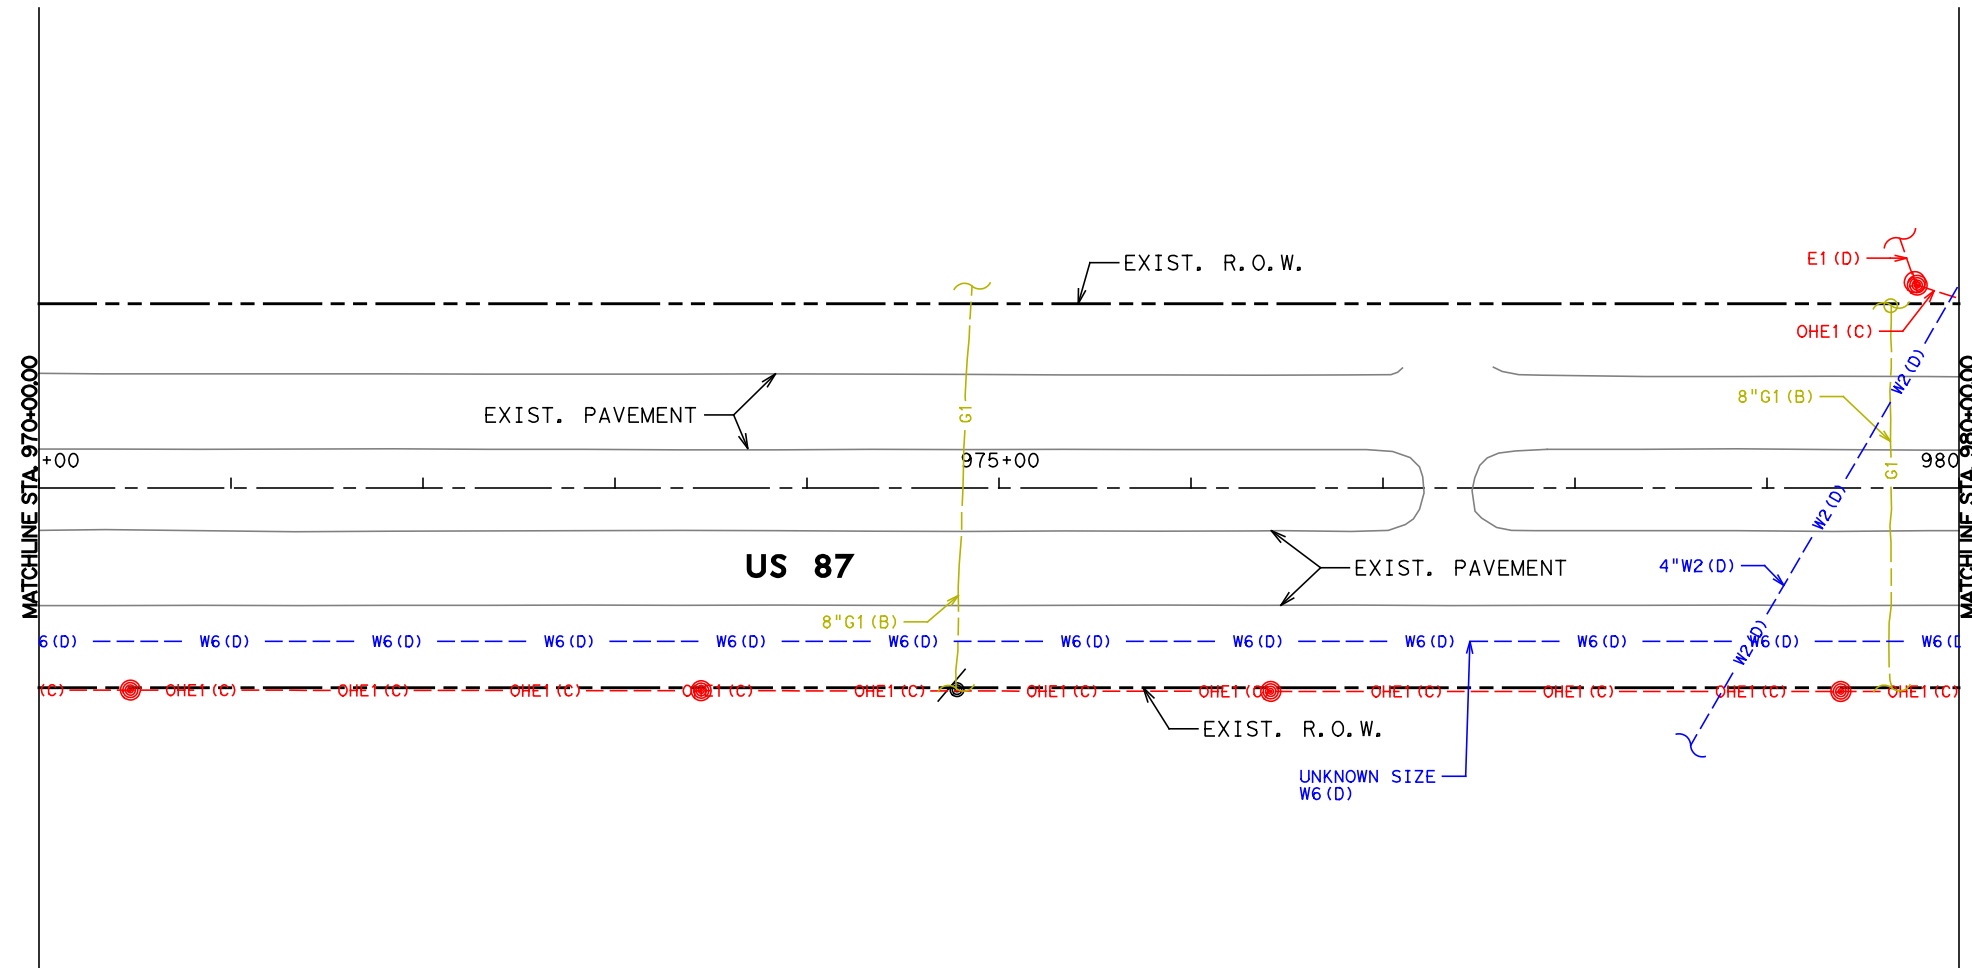 EXIST. R.O.W.
E1(D)
OHE1(C)
W2(D)
8"G1(B)
EXIST. PAVEMENT
G1
MATCHLINE STA. 970+00.00
MATCHLINE STA. 980+00.00
+00
975+00
980
G1
W2(D)
US 87
EXIST. PAVEMENT
4"W2(D)
8"G1(B)
6(D) W6(D) W6(D) W6(D) W6(D) W6(D) W6(D) W6(D) W6(D) W6(D) W6(D) W6(D
W2(D)
(C) OHE1(C) OHE1(C) OHE1(C) OHE1(C) OHE1(C) OHE1(C) OHE1(C) OHE1(C) OHE1(C) OHE1(C) OHE1(C)
EXIST. R.O.W.
UNKNOWN SIZE
W6(D)